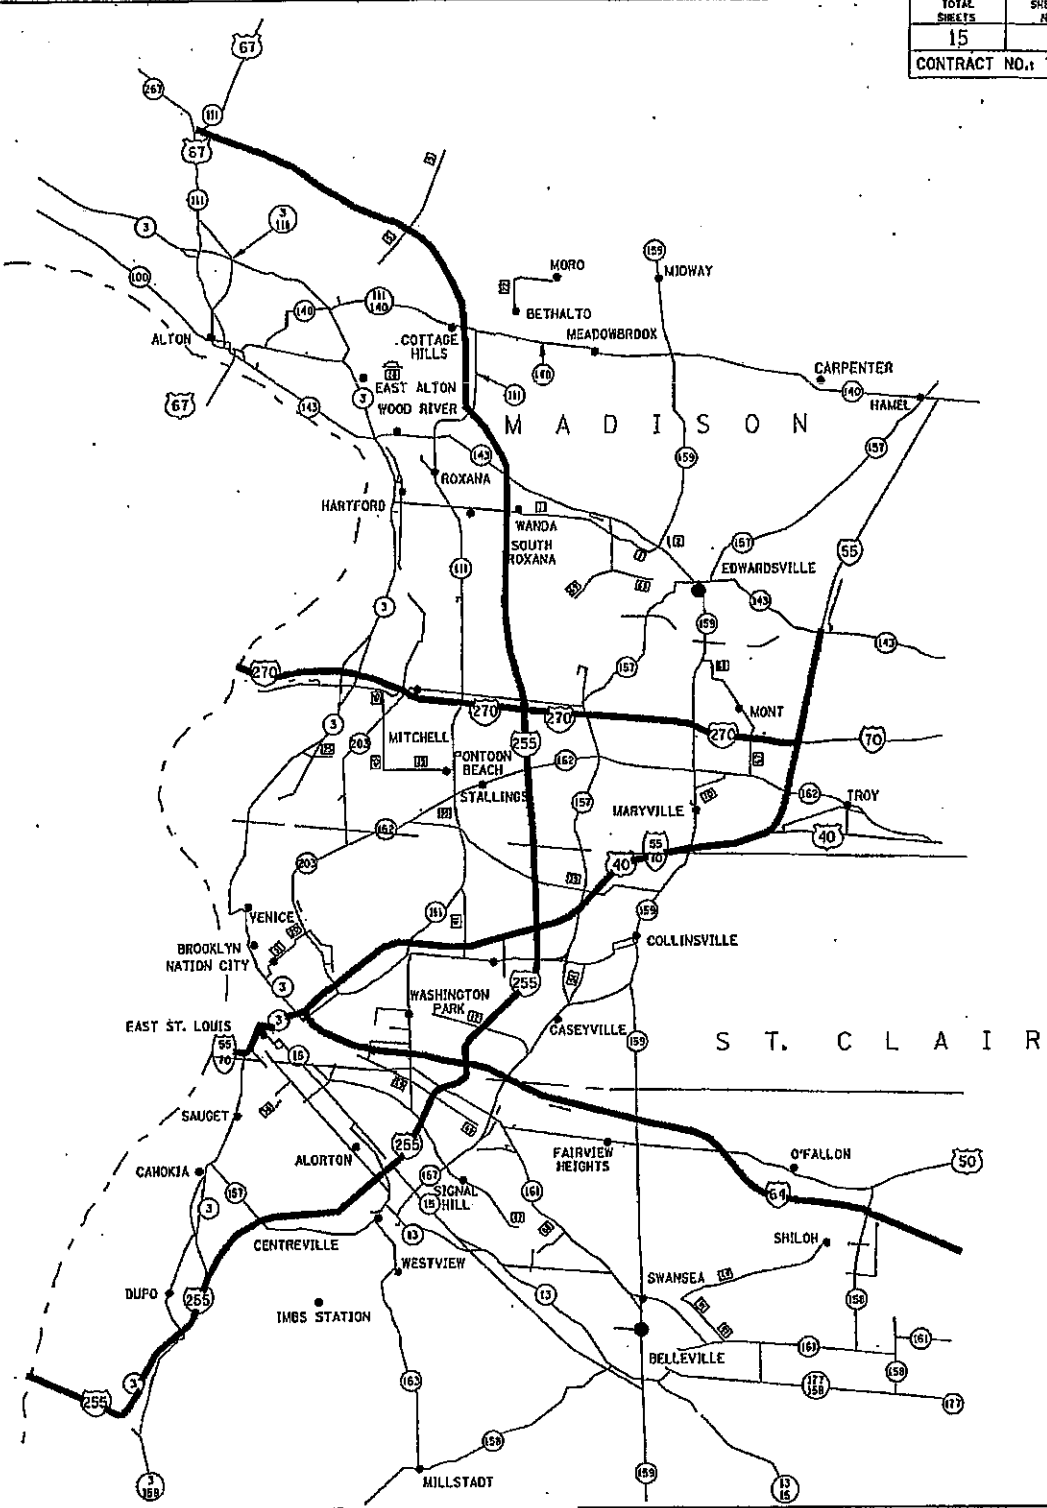 TOTAL
SHEETS
15
CONTRACT NO.:
67
267
111
67
111
3
3
100
159
MORO
MIDWAY
BETHALTO
140
111
140
ALTON
COTTAGE
HILLS
MEADOWBROOK
140
CARPENTER
140
HAMEL
EAST ALTON
111
67
3
WOOD RIVER
143
MADISON
157
143
159
ROXANA
HARTFORD
WANDA
SOUTH
ROXANA
157
55
111
EDWARDSVILLE
143
3
159
143
157
270
270
270
MONT
270
70
255
3
203
MITCHELL
PONTOON
BEACH
162
STALLINGS
157
MARYVILLE
162
TROY
162
40
55
70
40
203
111
159
VENICE
BROOKLYN
NATION CITY
COLLINSVILLE
3
255
WASHINGTON
PARK
EAST ST. LOUIS
3
CASEYVILLE
159
ST. CLAIR
55
70
15
SAUGET
255
ALORTON
FAIRVIEW
HEIGHTS
O'FALLON
50
CAHOKIA
157
157
SIGNAL
HILL
161
64
3
15
13
CENTREVILLE
SHILOH
WESTVIEW
SWANSEA
DUPO
255
13
158
IMBS STATION
BELLEVILLE
161
161
158
3
163
177
158
255
177
158
159
MILLSTADT
3
158
13
15